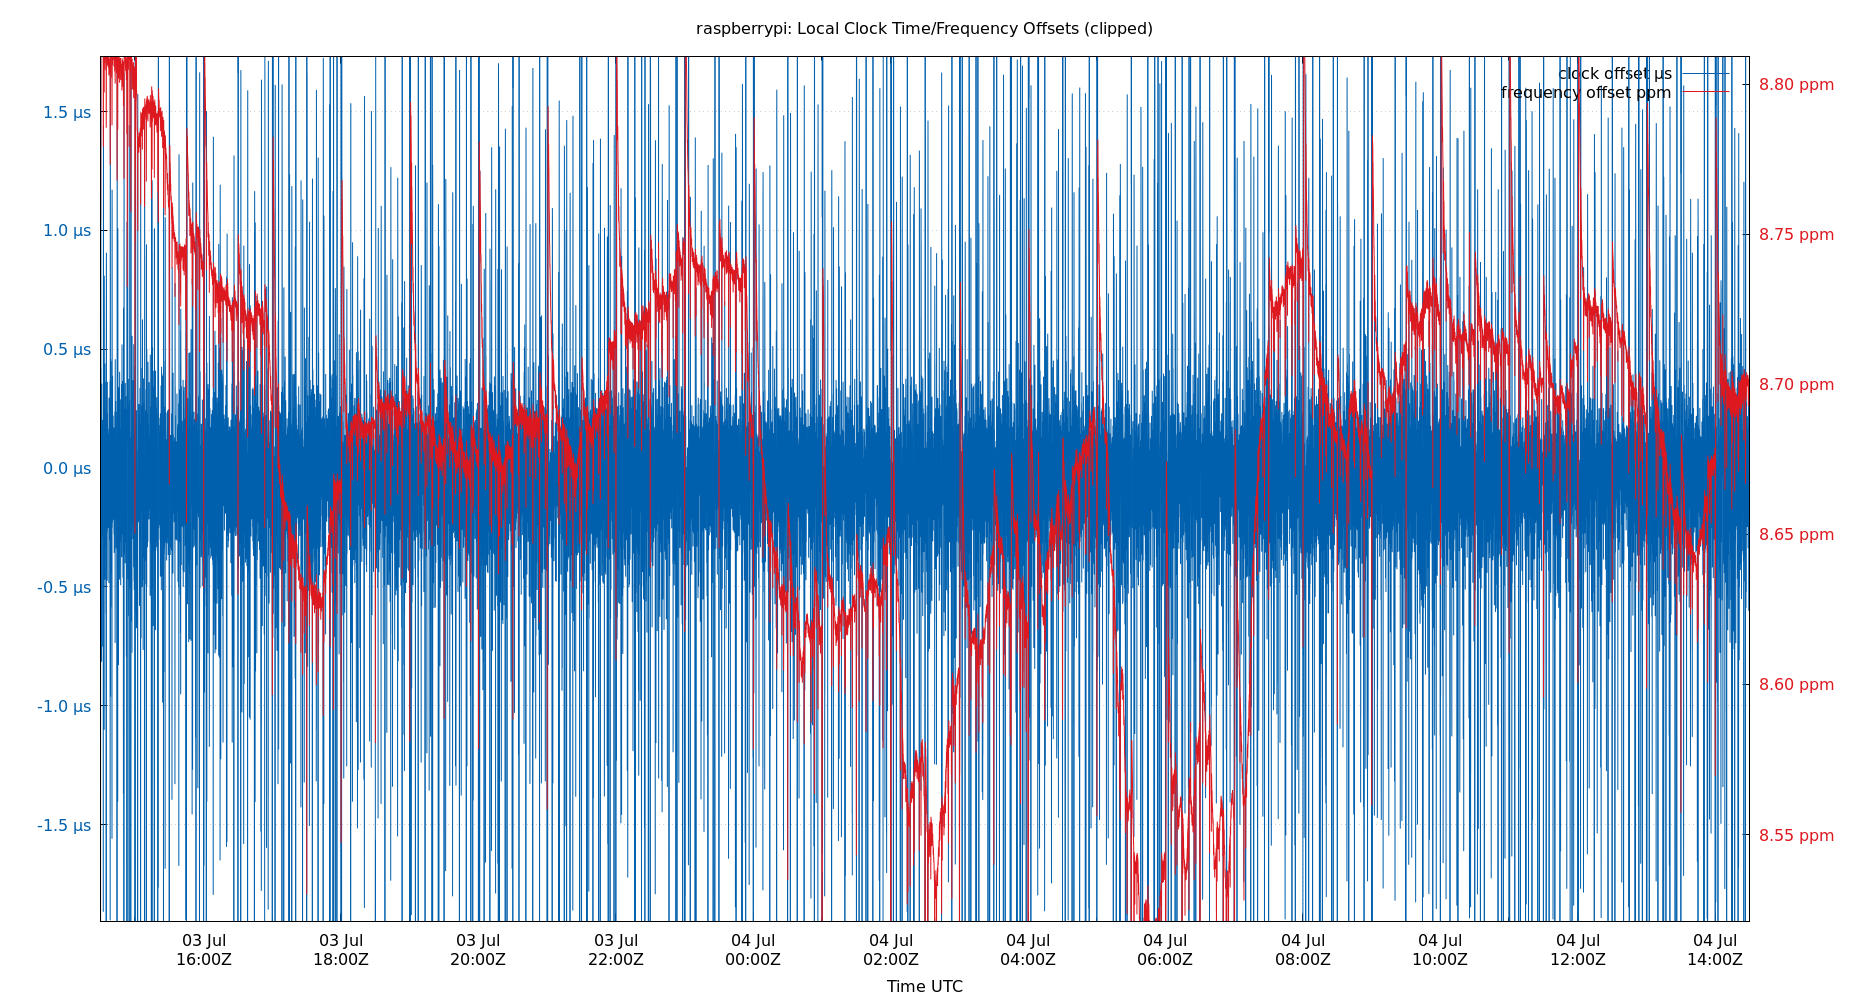 raspberrypi: Local Clock Time/Frequency Offsets (clipped)
clock offset µs
frequency offset ppm
1.5 µs
1.0 µs
0.5 µs
0.0 µs
-0.5 µs
-1.0 µs
-1.5 µs
8.80 ppm
8.75 ppm
8.70 ppm
8.65 ppm
8.60 ppm
8.55 ppm
03 Jul
16:00Z
03 Jul
18:00Z
03 Jul
20:00Z
03 Jul
22:00Z
04 Jul
00:00Z
04 Jul
02:00Z
04 Jul
04:00Z
04 Jul
06:00Z
04 Jul
08:00Z
04 Jul
10:00Z
04 Jul
12:00Z
04 Jul
14:00Z
Time UTC